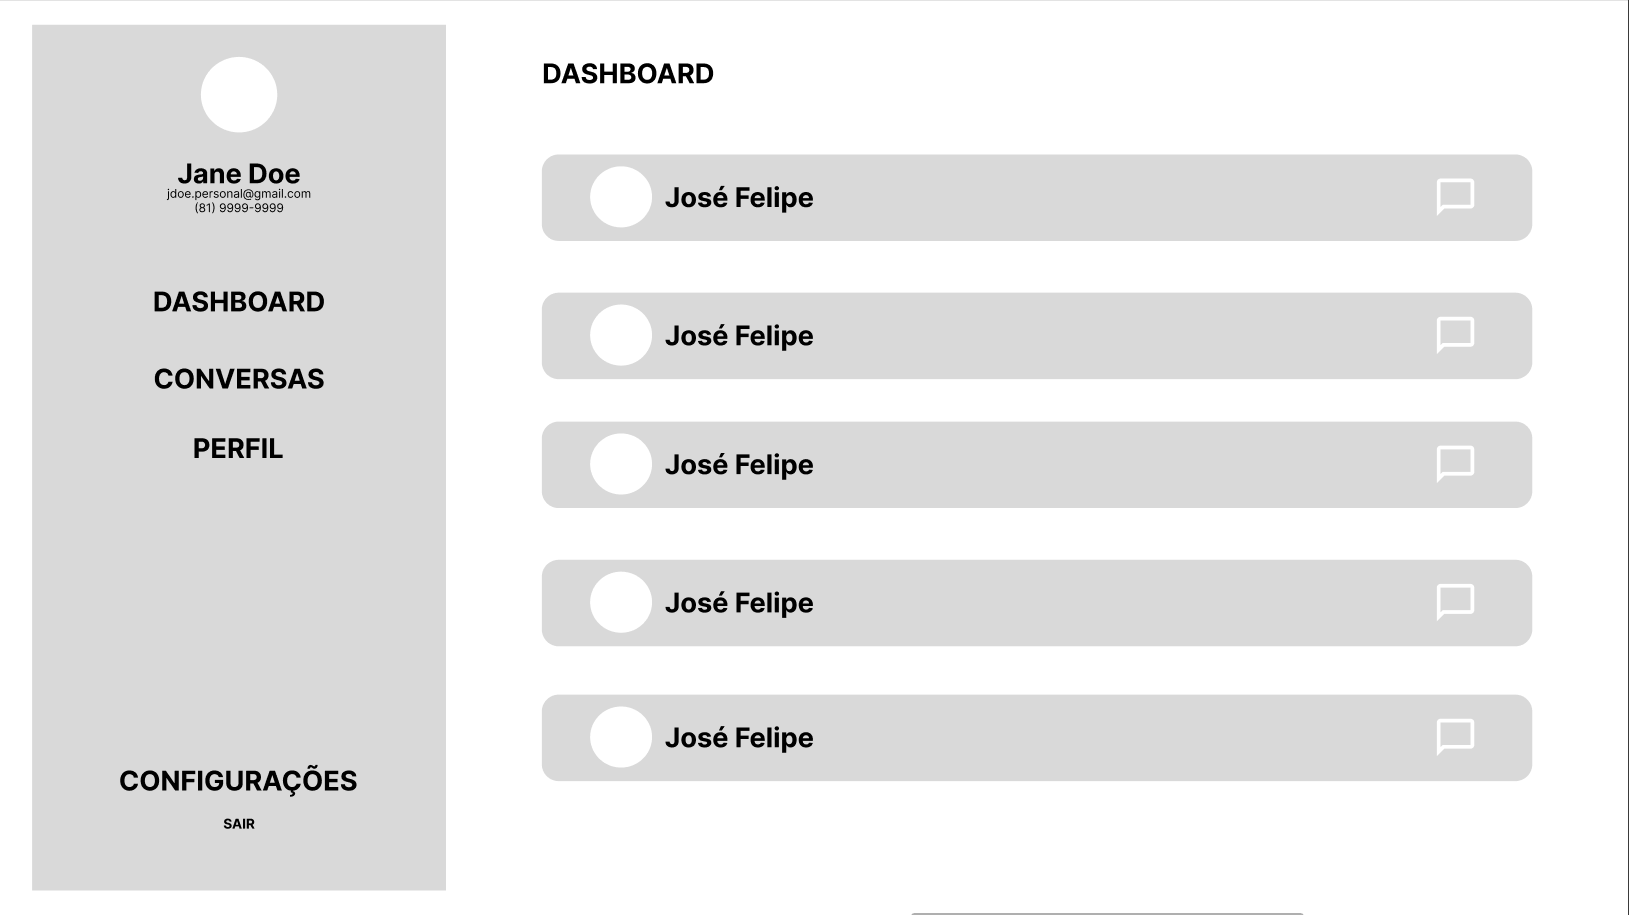 Jane Doe
jdoe.personal@gmail.com
(81) 9999-9999
DASHBOARD
CONVERSAS
PERFIL
CONFIGURAÇÕES
SAIR
DASHBOARD
José Felipe
José Felipe
José Felipe
José Felipe
José Felipe